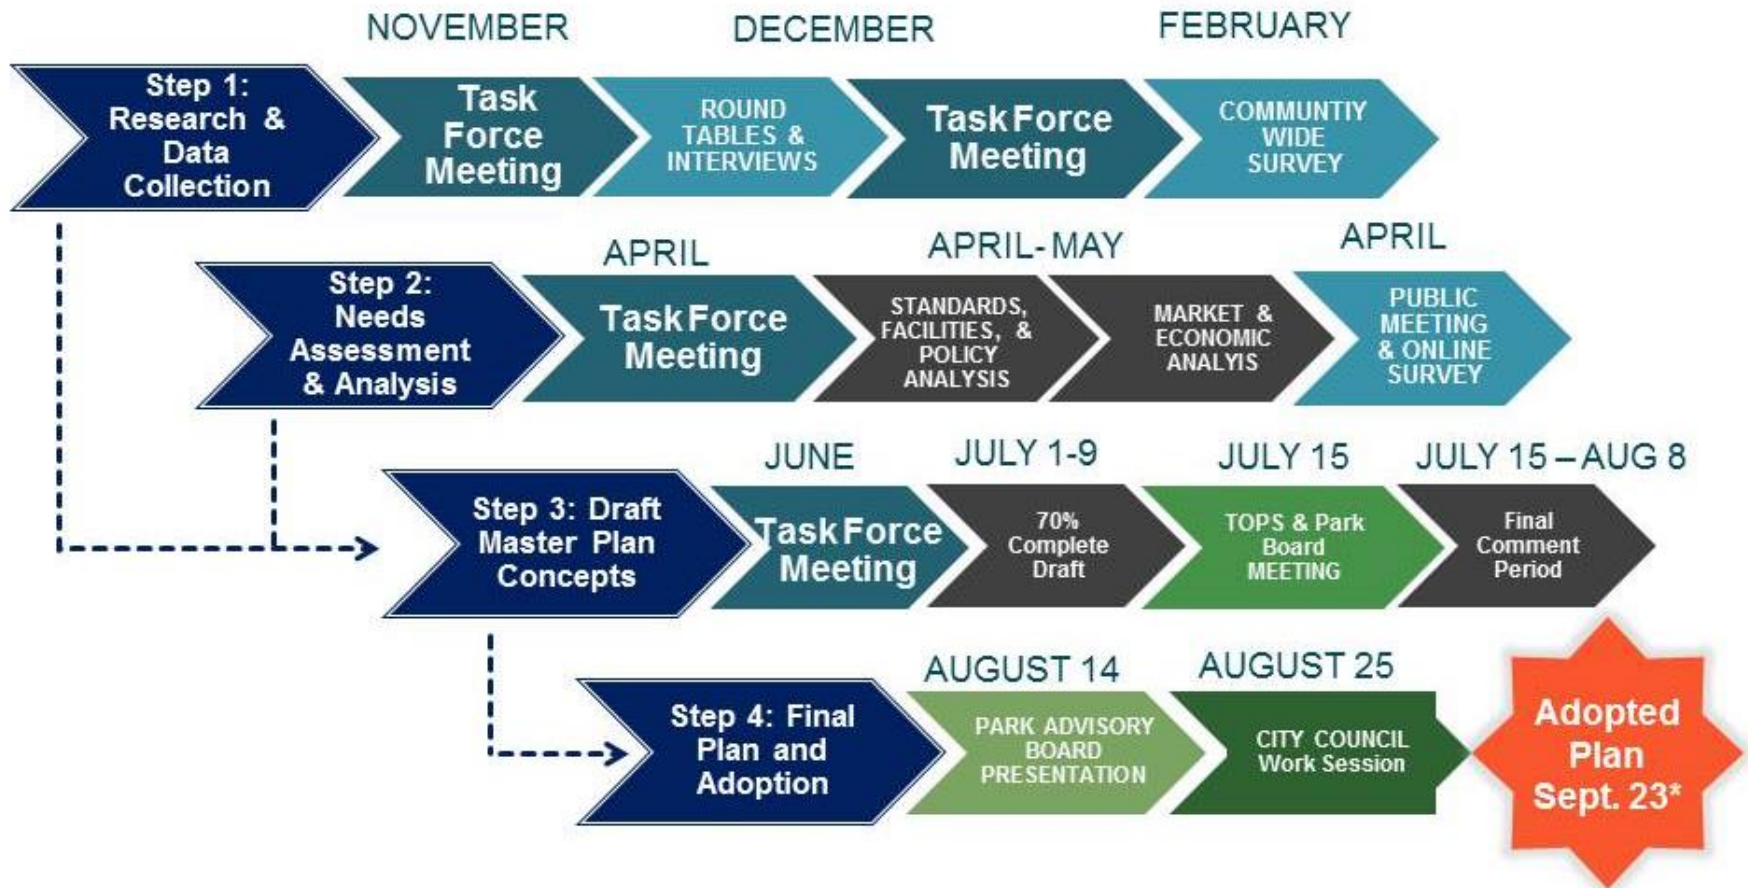 NOVEMBER
DECEMBER
FEBRUARY
Step 1:
Research &
Data
Collection
Task
Force
Meeting
ROUND
TABLES &
INTERVIEWS
Task Force
Meeting
COMMUNTIY
WIDE
SURVEY
APRIL
APRIL- MAY
APRIL
Step 2:
Needs
Assessment
& Analysis
Task Force
Meeting
STANDARDS,
FACILITIES, &
POLICY
ANALYSIS
MARKET &
ECONOMIC
ANALYIS
PUBLIC
MEETING
& ONLINE
SURVEY
JUNE
JULY 1-9
JULY 15
JULY 15 – AUG 8
Step 3: Draft
Master Plan
Concepts
Task Force
Meeting
70%
Complete
Draft
TOPS & Park
Board
MEETING
Final
Comment
Period
AUGUST 14
AUGUST 25
Step 4: Final
Plan and
Adoption
PARK ADVISORY
BOARD
PRESENTATION
CITY COUNCIL
Work Session
Adopted
Plan
Sept. 23*